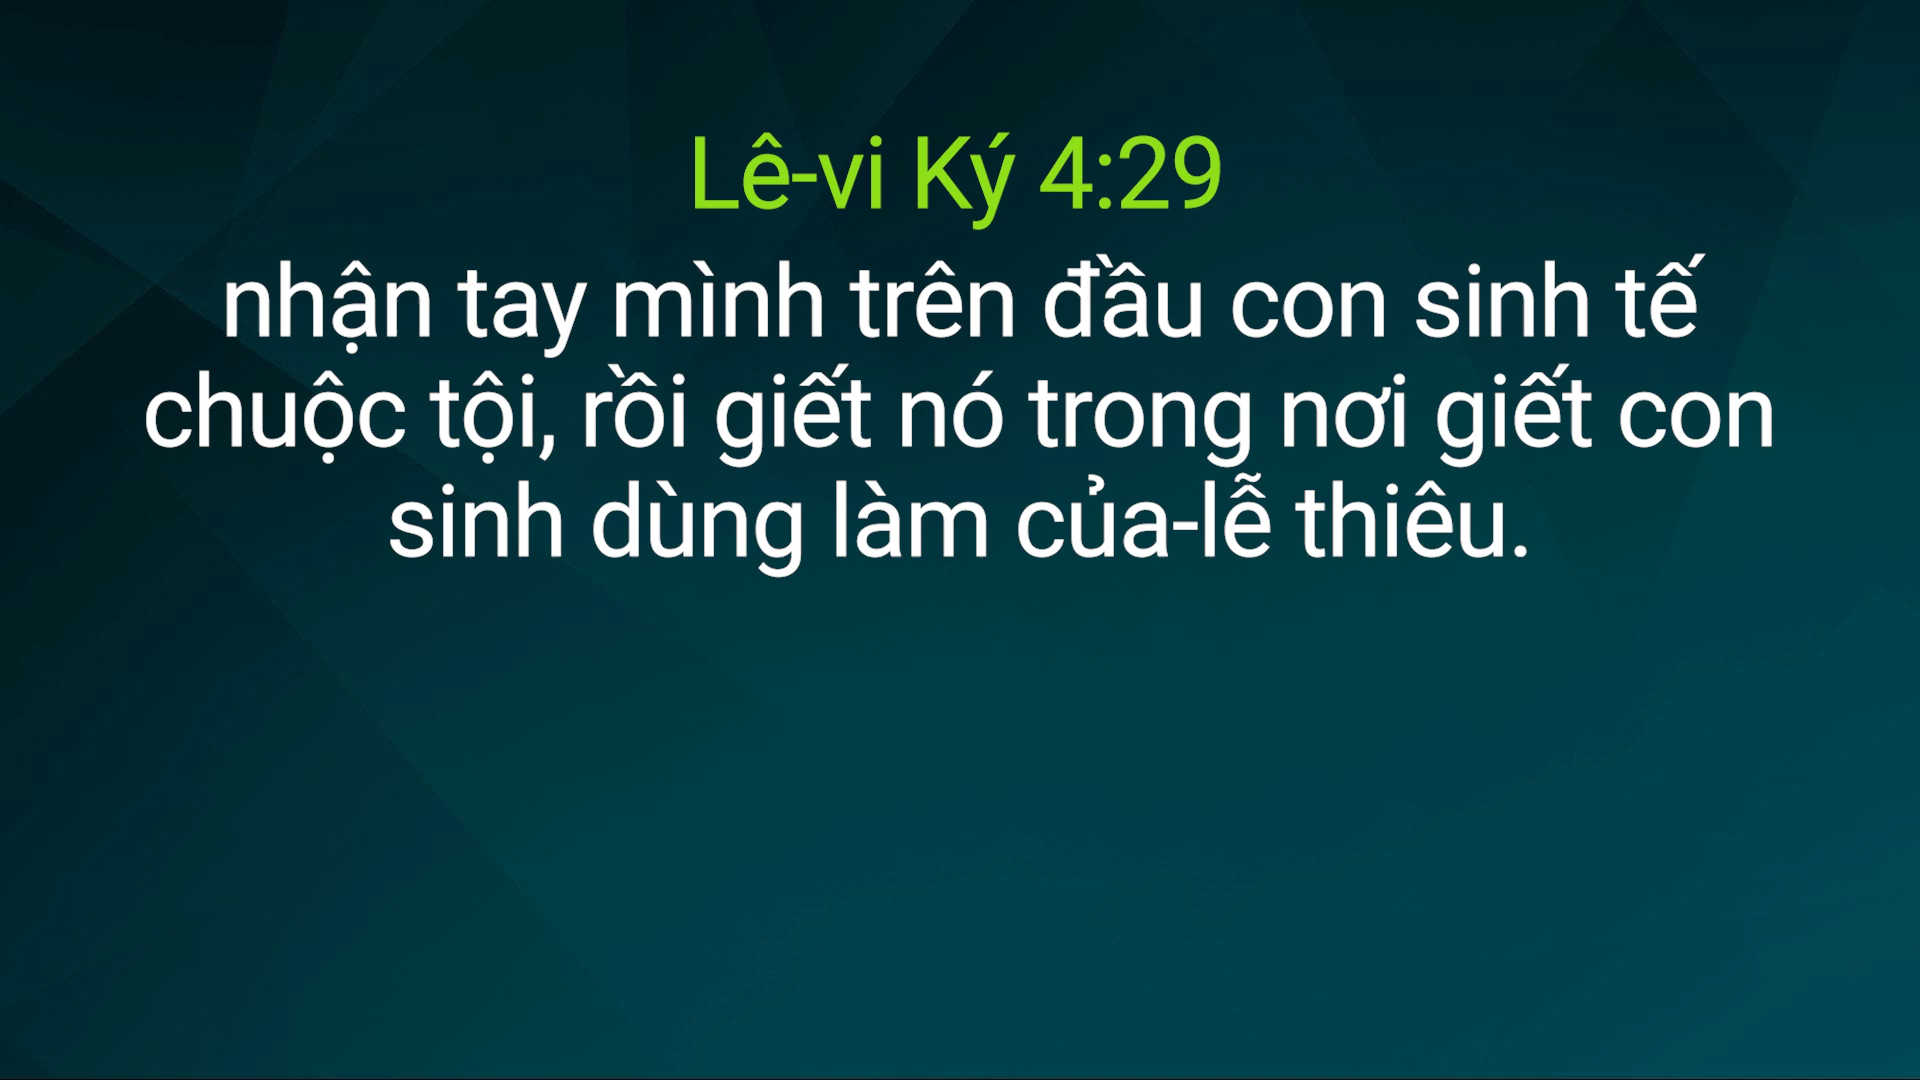 Lê-vi Ký 4:29
nhận tay mình trên đầu con sinh tế
chuộc tội, rồi giết nó trong nơi giết con
sinh dùng làm của-lễ thiêu.